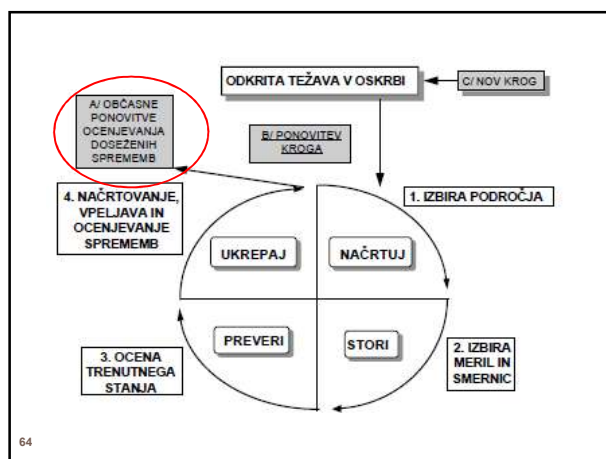 ODKRITA TEŽAVA V OSKRBI
C/ NOV KROG
A/ OBČASNE
PONOVITVE
OCENJEVANJA
DOSEŽENIH
SPREMEMB
B/ PONOVITEV
KROGA
4. NAČRTOVANJE,
VPELJAVA IN
OCENJEVANJE
SPREMEMB
1. IZBIRA PODROČJA
UKREPAJ
NAČRTUJ
PREVERI
STORI
3. OCENA
TRENUTNEGA
STANJA
2. IZBIRA
MERIL IN
SMERNIC
64